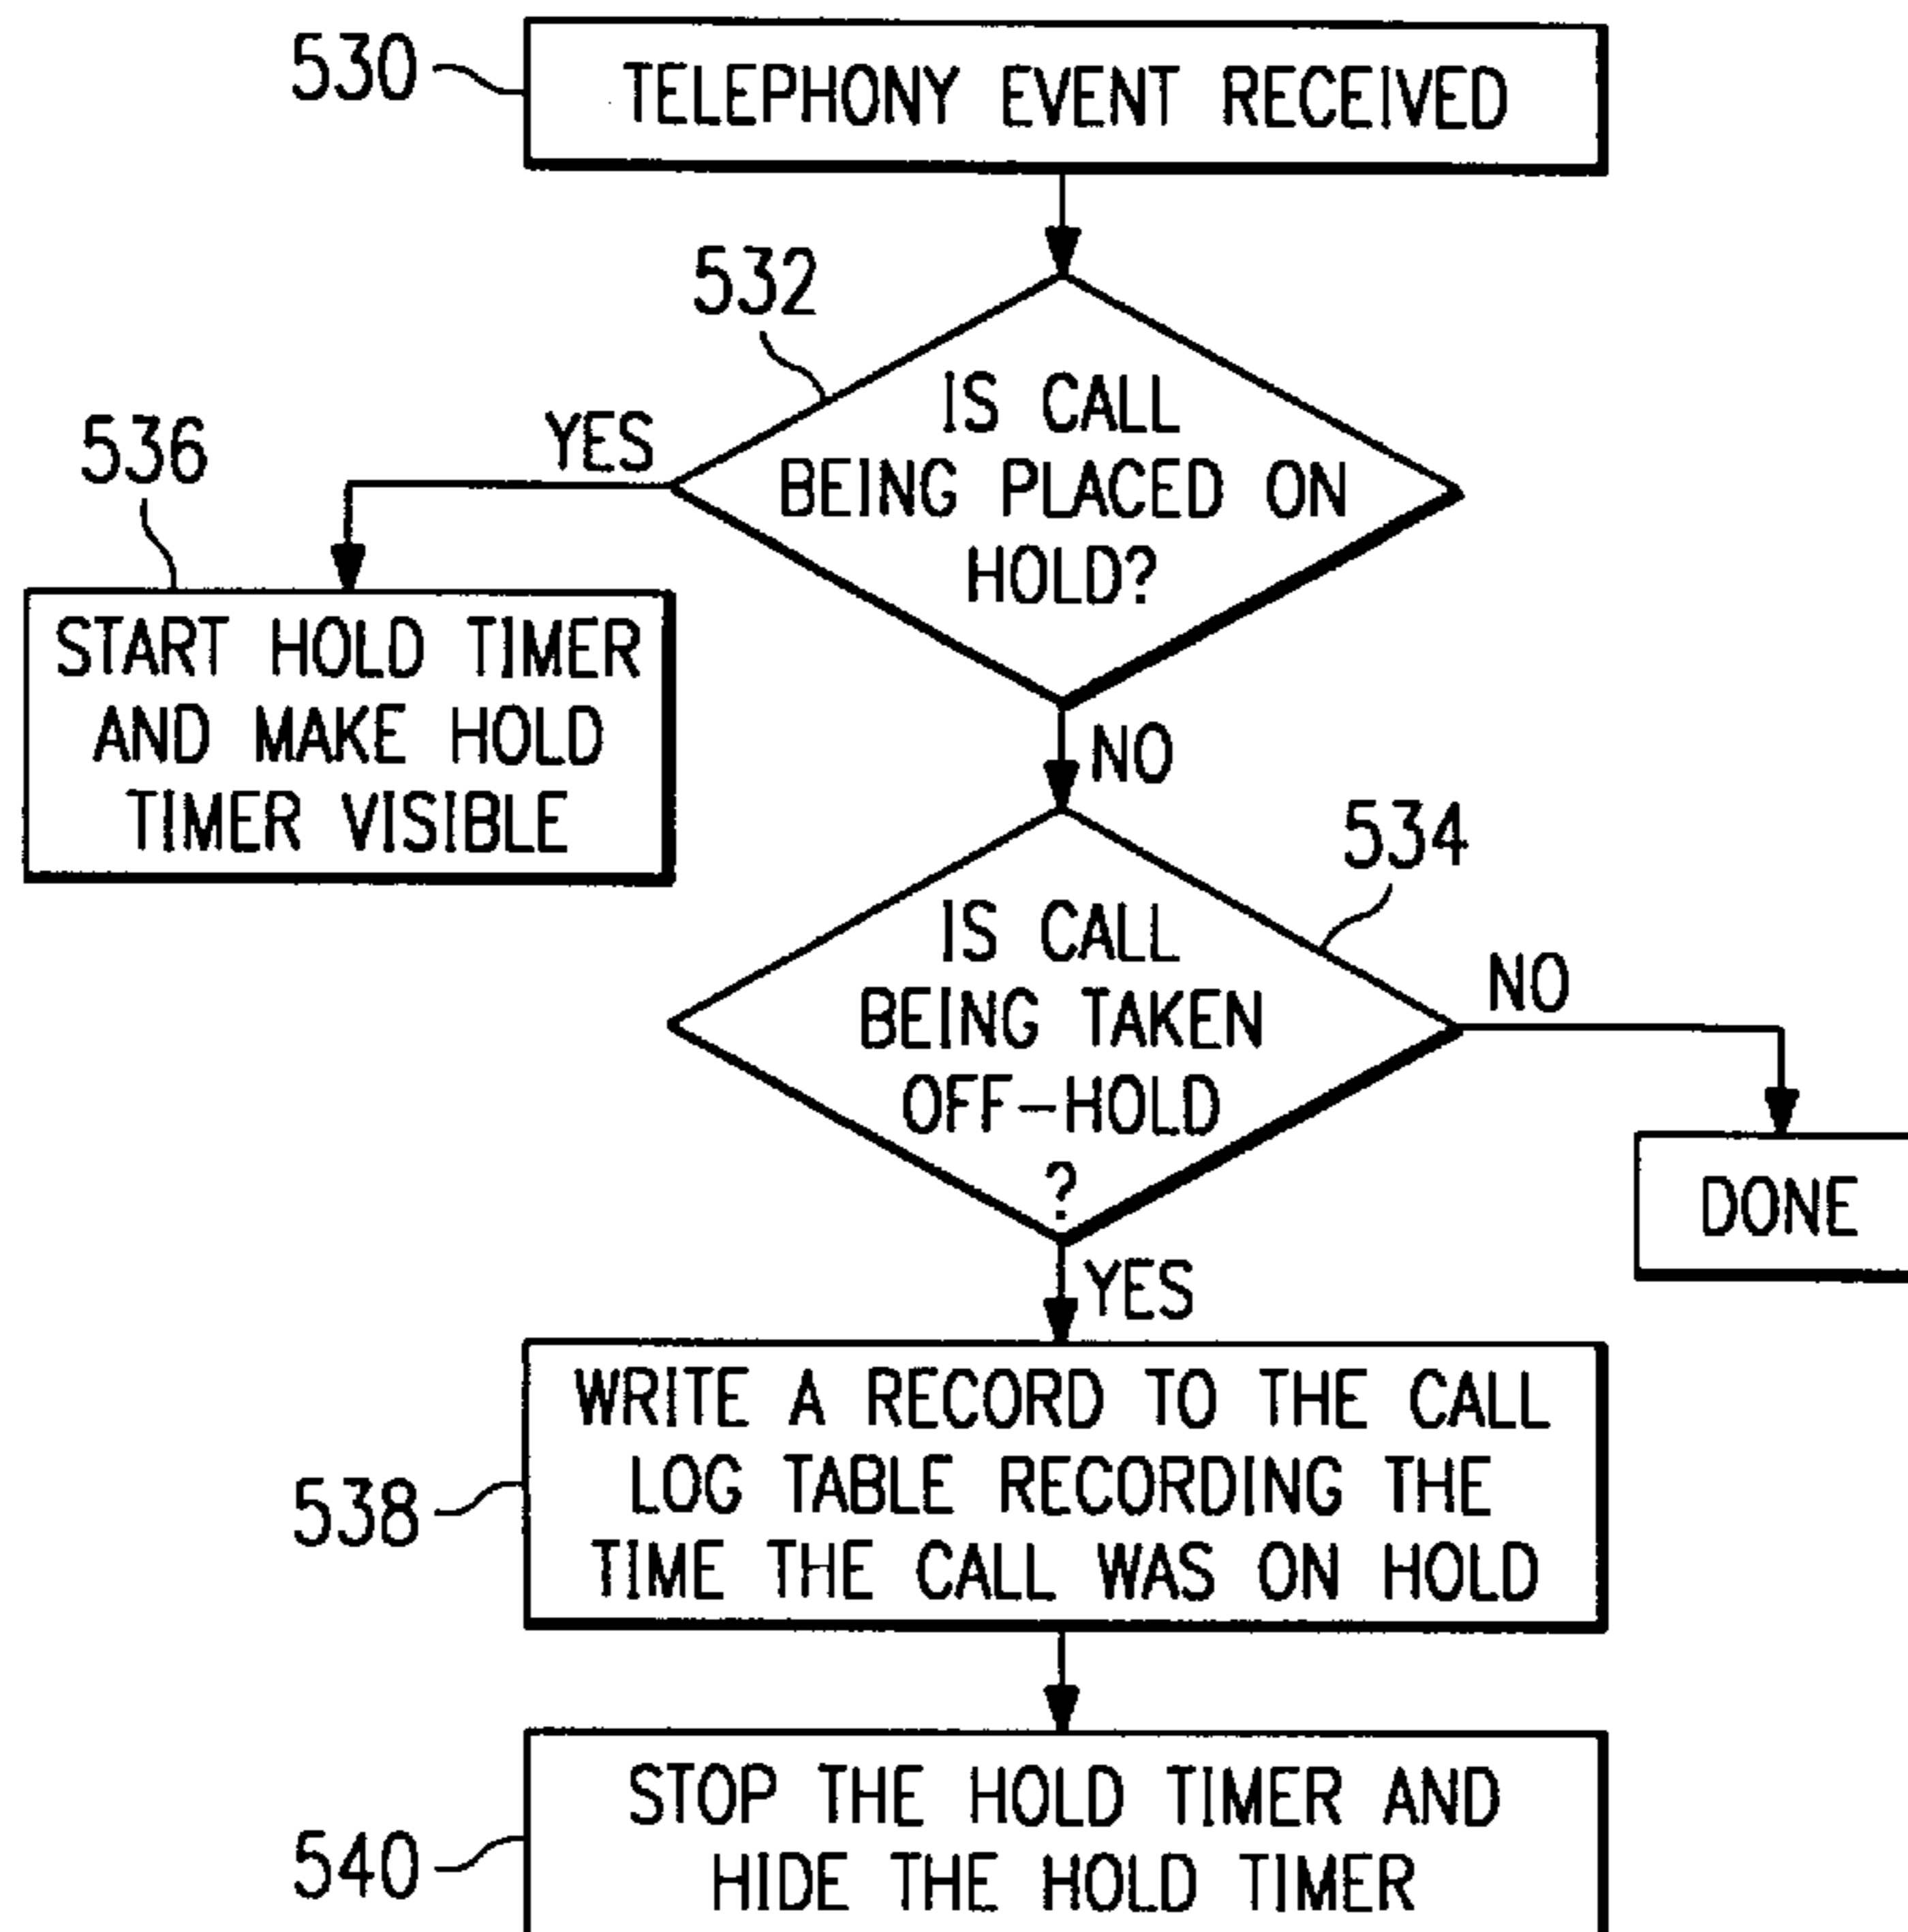 530
TELEPHONY EVENT RECEIVED
532
IS CALL
BEING PLACED ON
HOLD?
YES
536
START HOLD TIMER
AND MAKE HOLD
TIMER VISIBLE
NO
534
IS CALL
BEING TAKEN
OFF-HOLD
?
NO
DONE
YES
538
WRITE A RECORD TO THE CALL
LOG TABLE RECORDING THE
TIME THE CALL WAS ON HOLD
540
STOP THE HOLD TIMER AND
HIDE THE HOLD TIMER